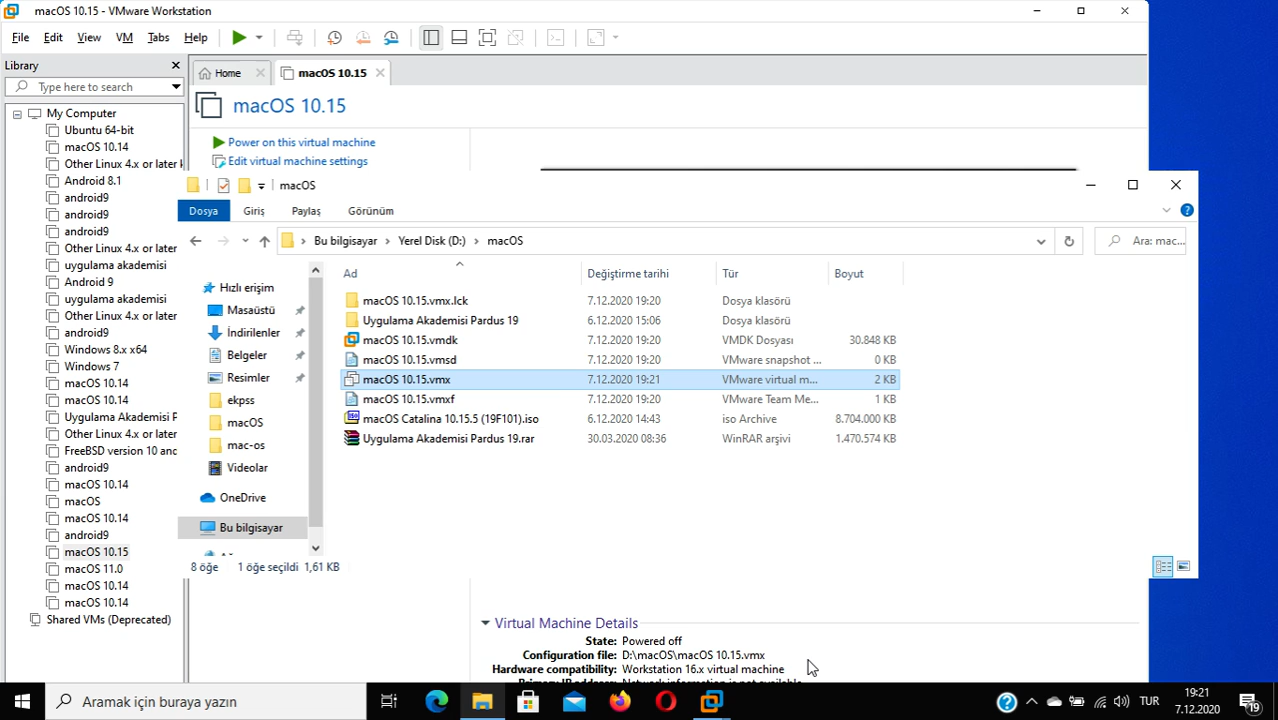 macOS 10.15 - VMware Workstation
File Edit View VM Tabs Help
Library
Type here to search
My Computer
Ubuntu 64-bit
macOS 10.14
Other Linux 4.x or later k
Android 8.1
android9
android9
android9
Other Linux 4.x or later
uygulama akademisi
Android 9
uygulama akademisi
Other Linux 4.x or later
android9
Windows 8.x x64
Windows 7
macOS 10.14
macOS 10.14
Uygulama Akademisi P
Other Linux 4.x or later
FreeBSD version 10 and
android9
macOS 10.14
macOS
macOS 10.14
android9
macOS 10.15
macOS 11.0
macOS 10.14
macOS 10.14
Shared VMs (Deprecated)
Home
macOS 10.15
macOS 10.15
Power on this virtual machine
Edit virtual machine settings
macOS
Dosya Giriş Paylaş Görünüm
Bu bilgisayar Yerel Disk (D:) macOS
Ara: mac...
Hızlı erişim
Masaüstü
İndirilenler
Belgeler
Resimler
ekpss
macOS
mac-os
Videolar
OneDrive
Bu bilgisayar
Ad Değiştirme tarihi Tür Boyut
macOS 10.15.vmx.lck 7.12.2020 19:20 Dosya klasörü
Uygulama Akademisi Pardus 19 6.12.2020 15:06 Dosya klasörü
macOS 10.15.vmdk 7.12.2020 19:20 VMDK Dosyası 30.848 KB
macOS 10.15.vmsd 7.12.2020 19:20 VMware snapshot ... 0 KB
macOS 10.15.vmx 7.12.2020 19:21 VMware virtual m... 2 KB
macOS 10.15.vmxf 7.12.2020 19:20 VMware Team Me... 1 KB
macOS Catalina 10.15.5 (19F101).iso 6.12.2020 14:43 iso Archive 8.704.000 KB
Uygulama Akademisi Pardus 19.rar 30.03.2020 08:36 WinRAR arşivi 1.470.574 KB
8 öğe 1 öğe seçildi 1,61 KB
Virtual Machine Details
State: Powered off
Configuration file: D:\macOS\macOS 10.15.vmx
Hardware compatibility: Workstation 16.x virtual machine
Primary IP address: Network information is not available
Aramak için buraya yazın
TUR
19:21
7.12.2020
19